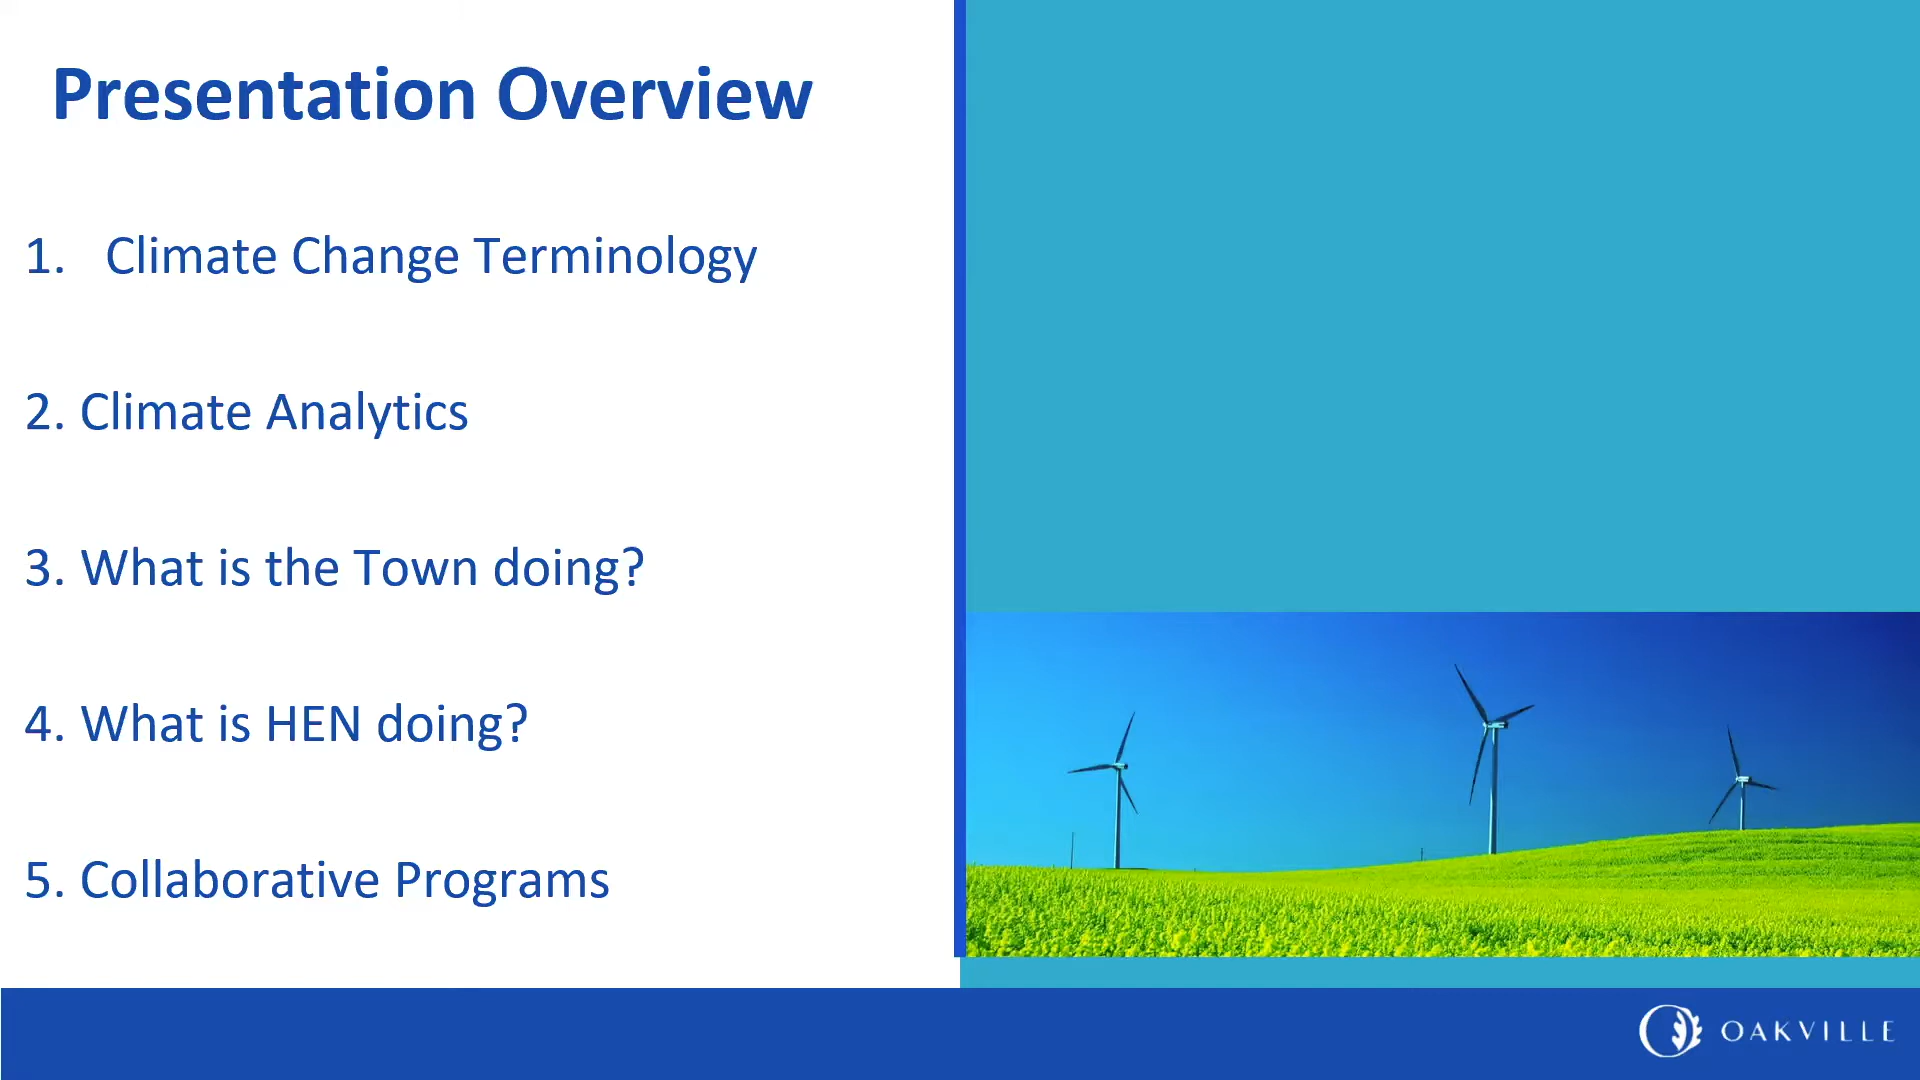 Presentation Overview
1. Climate Change Terminology
2. Climate Analytics
3. What is the Town doing?
4. What is HEN doing?
5. Collaborative Programs
OAKVILLE